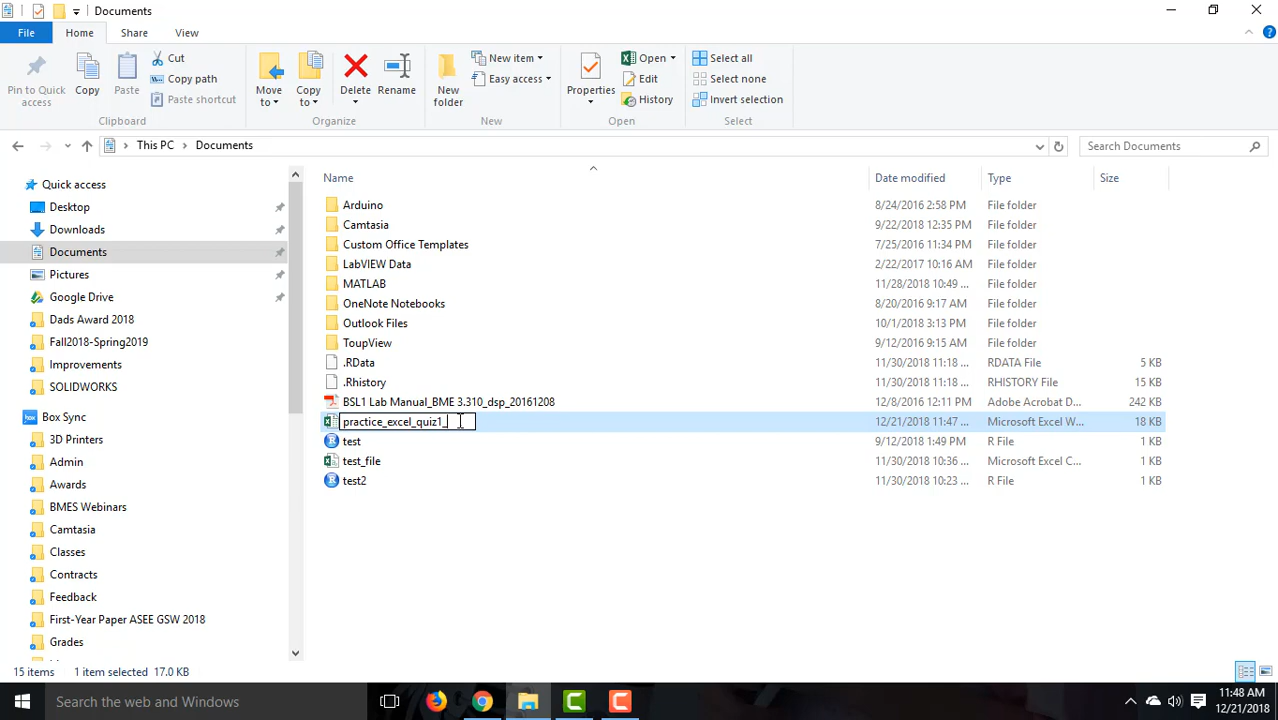 Documents
File Home Share View
Pin to Quick access
Copy
Paste
Cut
Copy path
Paste shortcut
Clipboard
Move to
Copy to
Delete
Rename
Organize
New folder
New item
Easy access
New
Properties
Open
Edit
History
Open
Select all
Select none
Invert selection
Select
This PC Documents
Search Documents
Quick access
Desktop
Downloads
Documents
Pictures
Google Drive
Dads Award 2018
Fall2018-Spring2019
Improvements
SOLIDWORKS
Box Sync
3D Printers
Admin
Awards
BMES Webinars
Camtasia
Classes
Contracts
Feedback
First-Year Paper ASEE GSW 2018
Grades
Name Date modified Type Size
Arduino 8/24/2016 2:58 PM File folder
Camtasia 9/22/2018 12:35 PM File folder
Custom Office Templates 7/25/2016 11:34 PM File folder
LabVIEW Data 2/22/2017 10:16 AM File folder
MATLAB 11/28/2018 10:49 ... File folder
OneNote Notebooks 8/20/2016 9:17 AM File folder
Outlook Files 10/1/2018 3:13 PM File folder
ToupView 9/12/2016 9:15 AM File folder
.RData 11/30/2018 11:18 ... RDATA File 5 KB
.Rhistory 11/30/2018 11:18 ... RHISTORY File 15 KB
BSL1 Lab Manual_BME 3.310_dsp_20161208 12/8/2016 12:11 PM Adobe Acrobat D... 242 KB
practice_excel_quiz1_ 12/21/2018 11:47 ... Microsoft Excel W... 18 KB
test 9/12/2018 1:49 PM R File 1 KB
test_file 11/30/2018 10:36 ... Microsoft Excel C... 1 KB
test2 11/30/2018 10:23 ... R File 1 KB
15 items 1 item selected 17.0 KB
Search the web and Windows
11:48 AM
12/21/2018